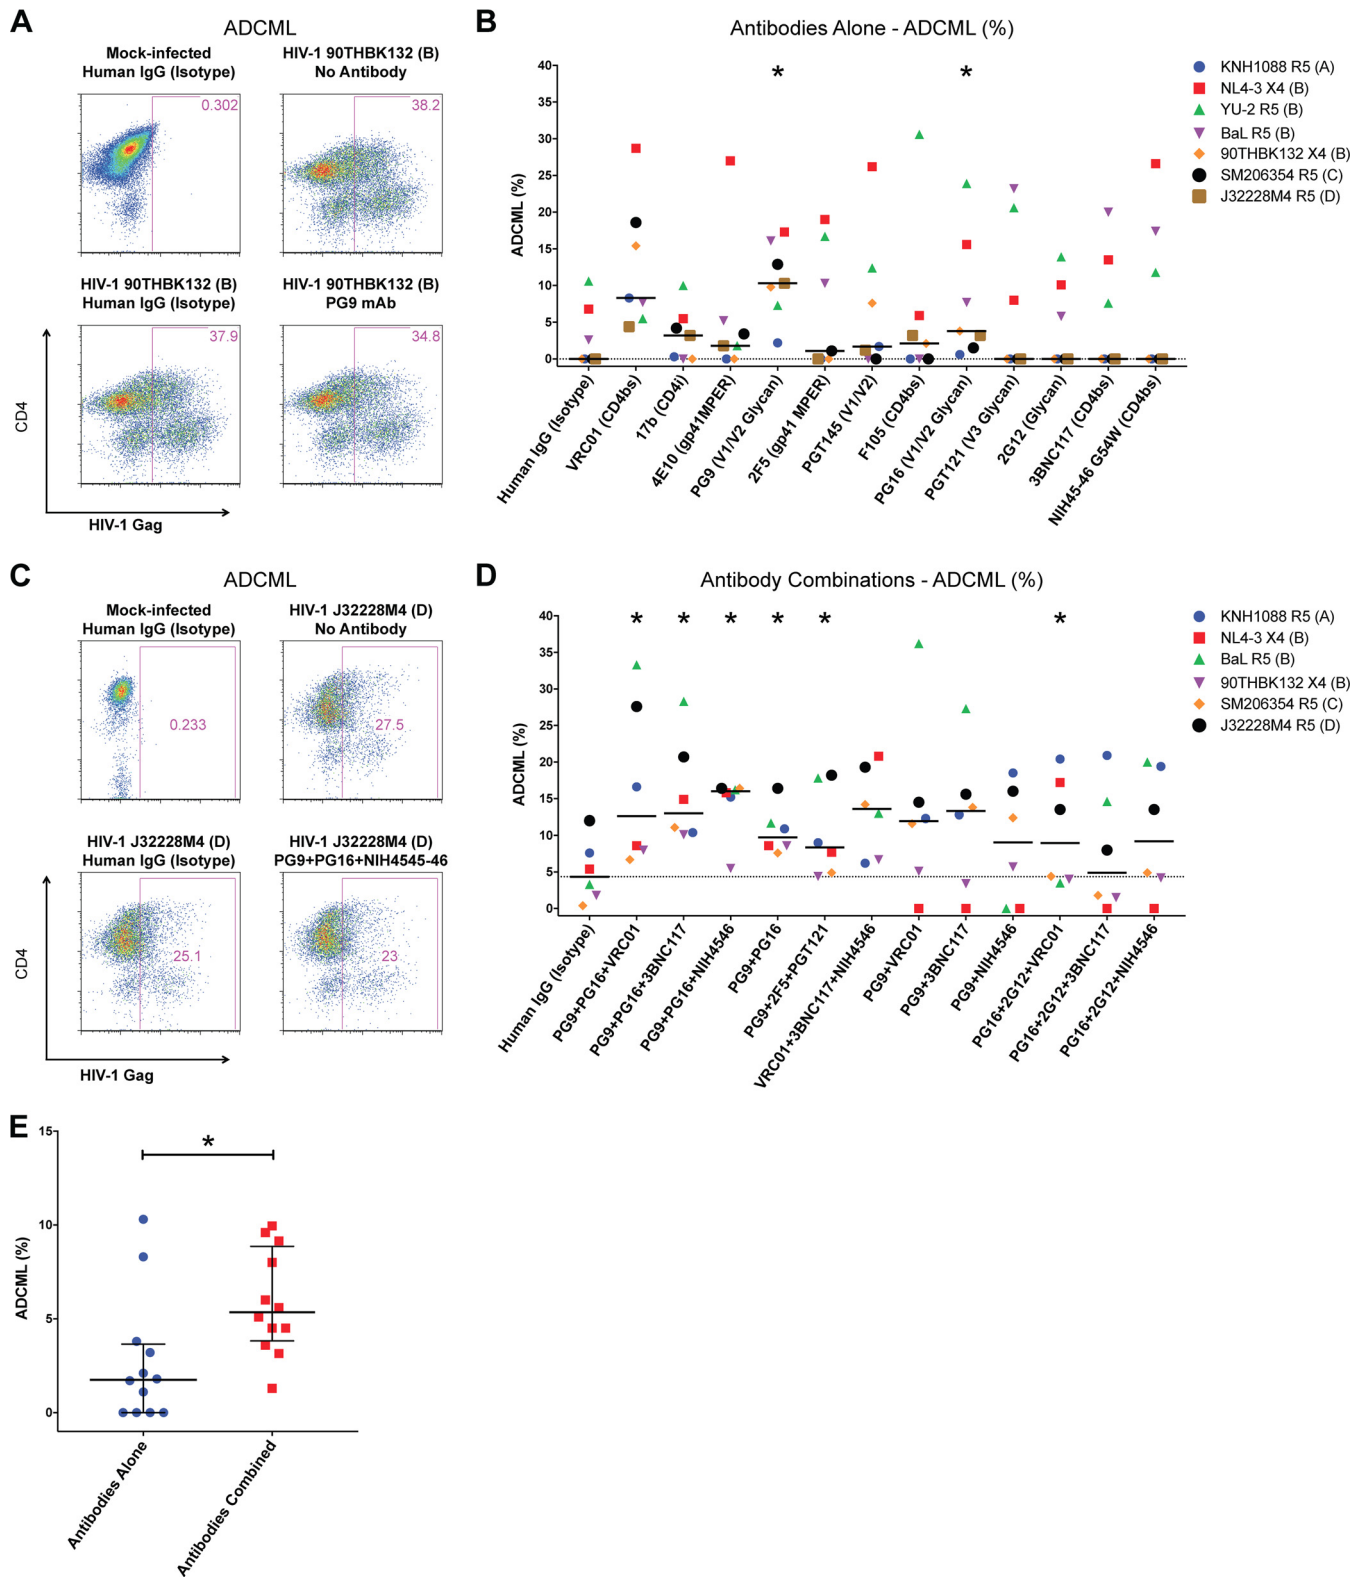 A
ADCML
Mock-infected
Human IgG (Isotype)
0.302
HIV-1 90THBK132 (B)
No Antibody
38.2
HIV-1 90THBK132 (B)
Human IgG (Isotype)
37.9
HIV-1 90THBK132 (B)
PG9 mAb
34.8
CD4
HIV-1 Gag
B
Antibodies Alone - ADCML (%)
ADCML (%)
40
35
30
25
20
15
10
5
0
*
*
Human IgG (Isotype)
VRC01 (CD4bs)
17b (CD4i)
4E10 (gp41MPER)
PG9 (V1/V2 Glycan)
2F5 (gp41 MPER)
PGT145 (V1/V2)
F105 (CD4bs)
PG16 (V1/V2 Glycan)
PGT121 (V3 Glycan)
2G12 (Glycan)
3BNC117 (CD4bs)
NIH45-46 G54W (CD4bs)
KNH1088 R5 (A)
NL4-3 X4 (B)
YU-2 R5 (B)
BaL R5 (B)
90THBK132 X4 (B)
SM206354 R5 (C)
J32228M4 R5 (D)
C
ADCML
Mock-infected
Human IgG (Isotype)
0.233
HIV-1 J32228M4 (D)
No Antibody
27.5
HIV-1 J32228M4 (D)
Human IgG (Isotype)
25.1
HIV-1 J32228M4 (D)
PG9+PG16+NIH4545-46
23
CD4
HIV-1 Gag
D
Antibody Combinations - ADCML (%)
ADCML (%)
40
35
30
25
20
15
10
5
0
*
*
*
*
*
*
Human IgG (Isotype)
PG9+PG16+VRC01
PG9+PG16+3BNC117
PG9+PG16+NIH4546
PG9+PG16
PG9+2F5+PGT121
VRC01+3BNC117+NIH4546
PG9+VRC01
PG9+3BNC117
PG9+NIH4546
PG16+2G12+VRC01
PG16+2G12+3BNC117
PG16+2G12+NIH4546
KNH1088 R5 (A)
NL4-3 X4 (B)
BaL R5 (B)
90THBK132 X4 (B)
SM206354 R5 (C)
J32228M4 R5 (D)
E
ADCML (%)
15
10
5
0
*
Antibodies Alone
Antibodies Combined